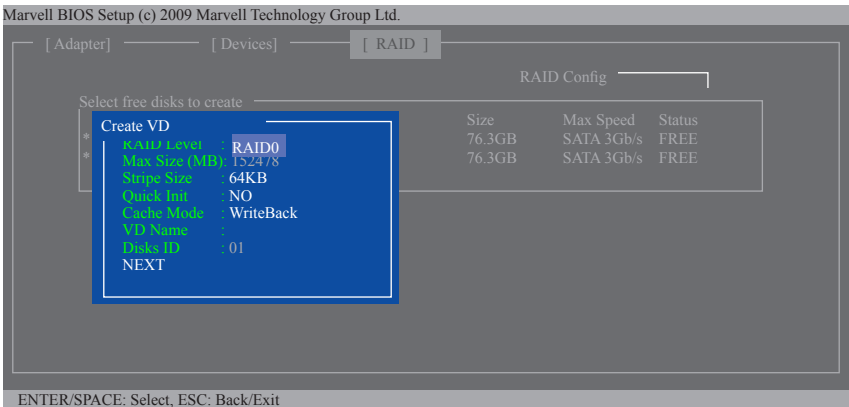 Marvell BIOS Setup (c) 2009 Marvell Technology Group Ltd.
[ Adapter] [ Devices] [ RAID ]
RAID Config
Select free disks to create
Size Max Speed Status
* 76.3GB SATA 3Gb/s FREE
* 76.3GB SATA 3Gb/s FREE
Create VD
RAID Level : RAID0
Max Size (MB): 152478
Stripe Size : 64KB
Quick Init : NO
Cache Mode : WriteBack
VD Name :
Disks ID : 01
NEXT
ENTER/SPACE: Select, ESC: Back/Exit